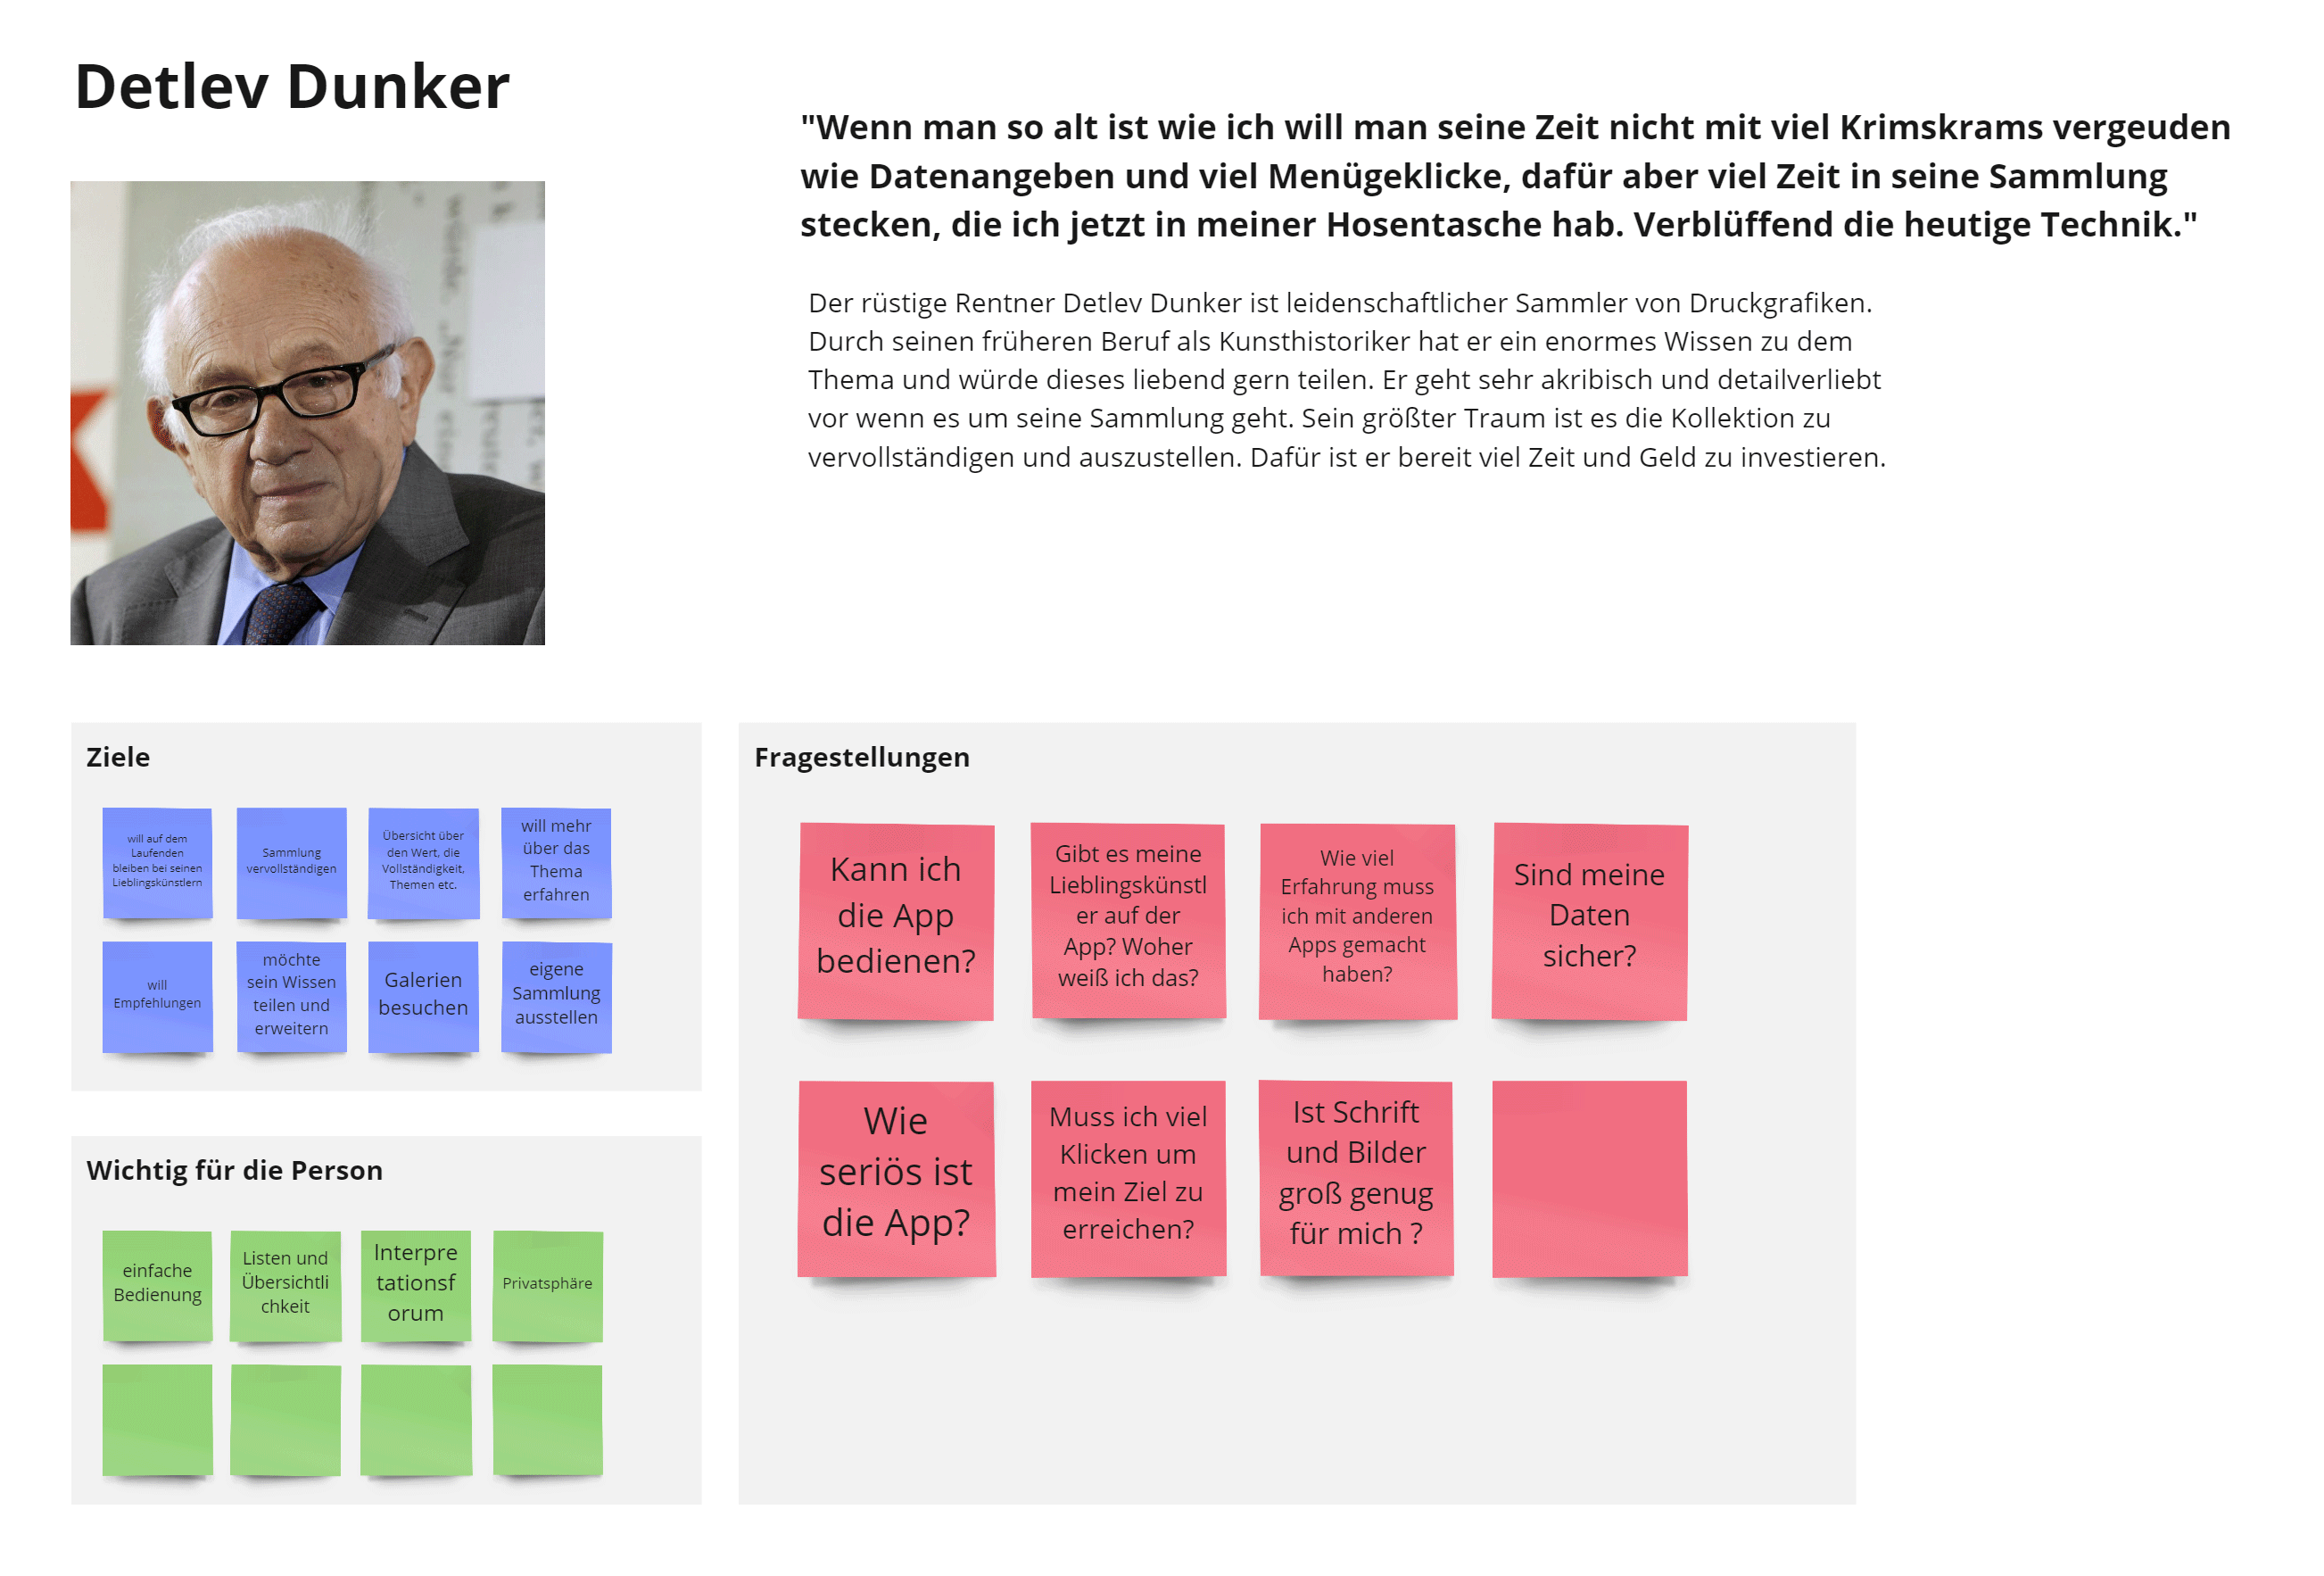 Detlev Dunker
"Wenn man so alt ist wie ich will man seine Zeit nicht mit viel Krimskrams vergeuden
wie Datenangeben und viel Menügeklicke, dafür aber viel Zeit in seine Sammlung
stecken, die ich jetzt in meiner Hosentasche hab. Verblüffend die heutige Technik."
Der rüstige Rentner Detlev Dunker ist leidenschaftlicher Sammler von Druckgrafiken.
Durch seinen früheren Beruf als Kunsthistoriker hat er ein enormes Wissen zu dem
Thema und würde dieses liebend gern teilen. Er geht sehr akribisch und detailverliebt
vor wenn es um seine Sammlung geht. Sein größter Traum ist es die Kollektion zu
vervollständigen und auszustellen. Dafür ist er bereit viel Zeit und Geld zu investieren.
Ziele
will auf dem
Laufenden
bleiben bei seinen
Lieblingskünstlern
Sammlung
vervollständigen
Übersicht über
den Wert, die
Vollständigkeit,
Themen etc.
will mehr
über das
Thema
erfahren
will
Empfehlungen
möchte
sein Wissen
teilen und
erweitern
Galerien
besuchen
eigene
Sammlung
ausstellen
Wichtig für die Person
einfache
Bedienung
Listen und
Übersichtli
chkeit
Interpre
tationsf
orum
Privatsphäre
Fragestellungen
Kann ich
die App
bedienen?
Gibt es meine
Lieblingskünstl
er auf der
App? Woher
weiß ich das?
Wie viel
Erfahrung muss
ich mit anderen
Apps gemacht
haben?
Sind meine
Daten
sicher?
Wie
seriös ist
die App?
Muss ich viel
Klicken um
mein Ziel zu
erreichen?
Ist Schrift
und Bilder
groß genug
für mich ?